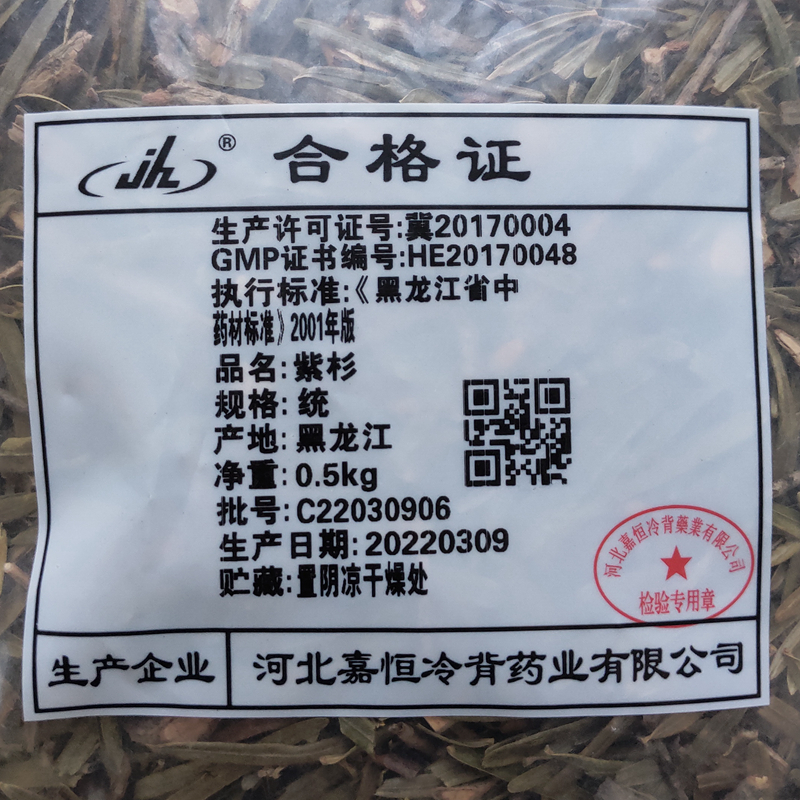 jh® 合格证
生产许可证号:冀20170004
GMP证书编号:HE20170048
执行标准:《黑龙江省中
药材标准》2001年版
品名:紫杉
规格:统
产地:黑龙江
净重:0.5kg
批号:C22030906
生产日期:20220309
贮藏:置阴凉干燥处
河北嘉恒冷背藥業有限公司
检验专用章
生产企业 河北嘉恒冷背药业有限公司